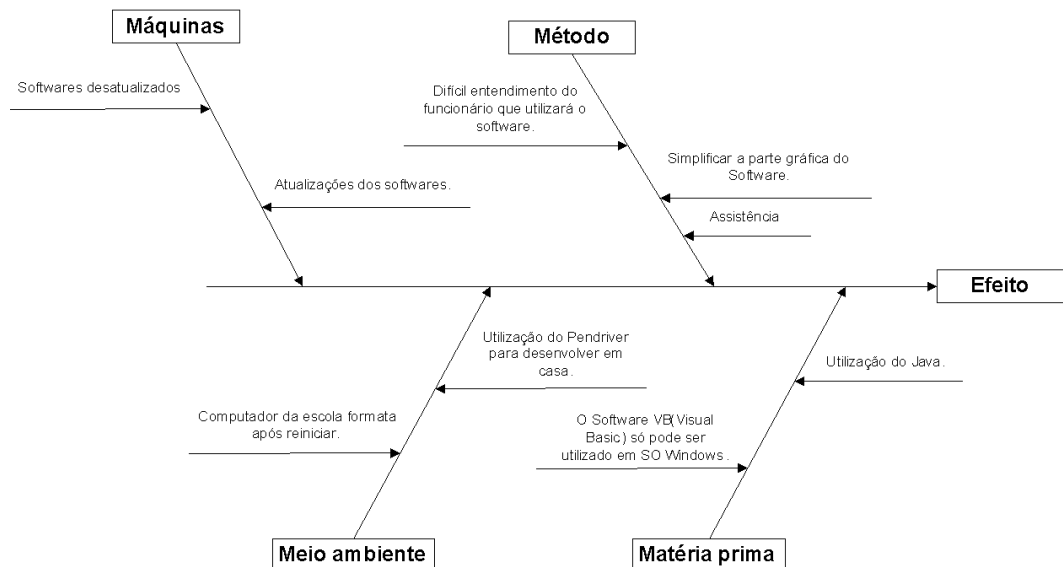 Máquinas
Método
Softwares desatualizados
Difícil entendimento do
funcionário que utilizará o
software.
Simplificar a parte gráfica do
Software.
Atualizações dos softwares.
Assistência
Efeito
Utilização do Pendriver
para desenvolver em
casa.
Utilização do Java.
Computador da escola formata
após reiniciar.
O Software VB(Visual
Basic) só pode ser
utilizado em SO Windows.
Meio ambiente
Matéria prima